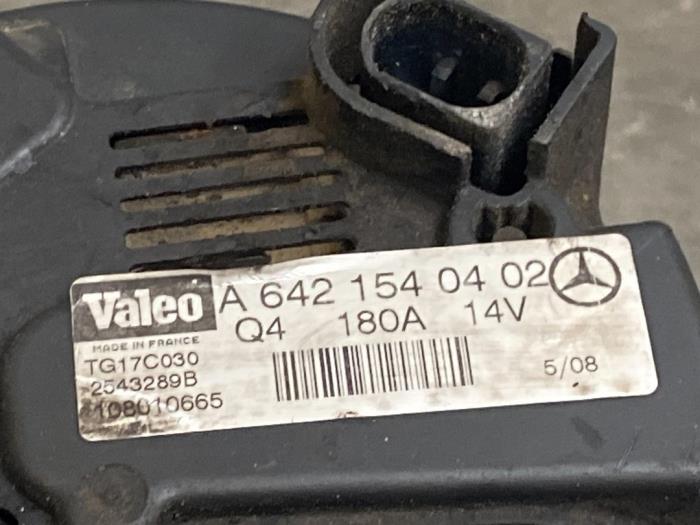 Valeo A 642 154 04 02
Q4 180A 14V
MADE IN FRANCE
TG17C030
2543289B
108010665
5/08